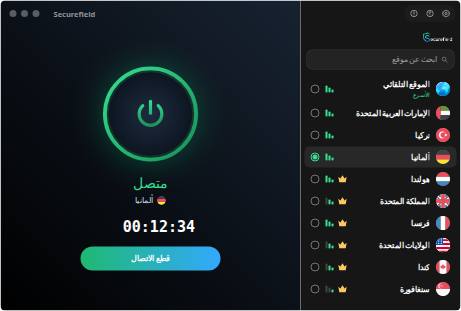 Securefield
متصل
ألمانيا
00:12:34
قطع الاتصال
Securefield
ابحث عن موقع
الموقع التلقائي
الأسرع
الإمارات العربية المتحدة
تركيا
ألمانيا
هولندا
المملكة المتحدة
فرنسا
الولايات المتحدة
كندا
سنغافورة